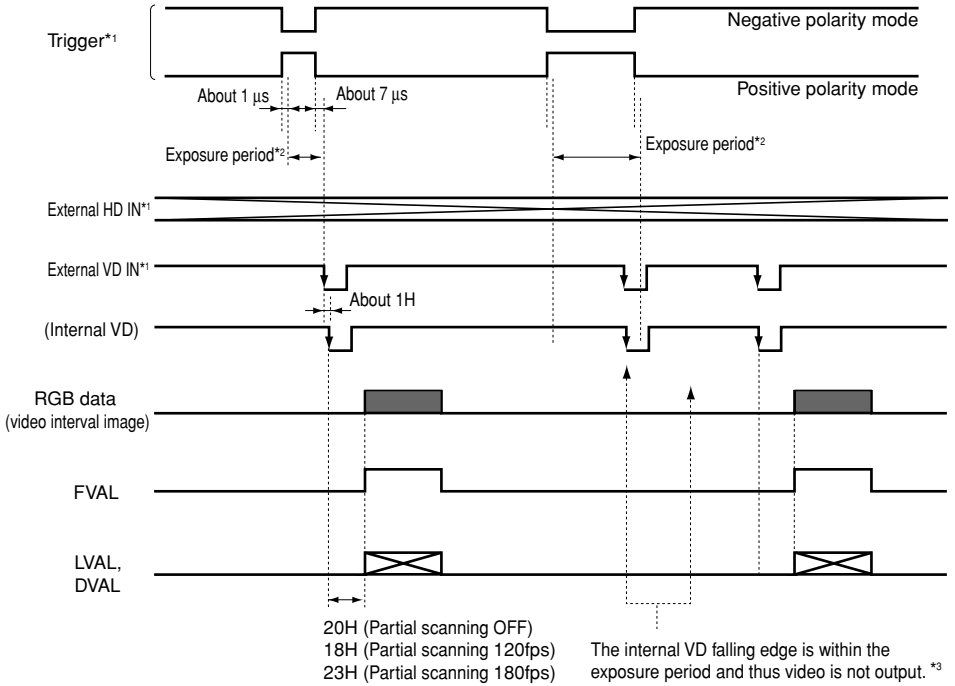 Negative polarity mode
Trigger*1
Positive polarity mode
About 1 µs
About 7 µs
Exposure period*2
Exposure period*2
External HD IN*1
External VD IN*1
About 1H
(Internal VD)
RGB data
(video interval image)
FVAL
LVAL,
DVAL
20H (Partial scanning OFF)
18H (Partial scanning 120fps)
23H (Partial scanning 180fps)
The internal VD falling edge is within the
exposure period and thus video is not output. *3